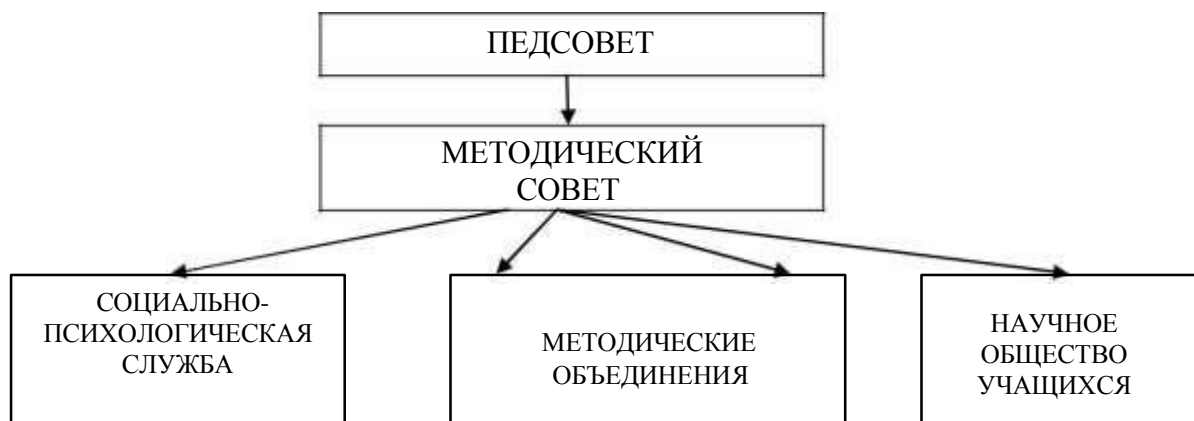 ПЕДСОВЕТ
МЕТОДИЧЕСКИЙ
СОВЕТ
СОЦИАЛЬНО-
ПСИХОЛОГИЧЕСКАЯ
СЛУЖБА
МЕТОДИЧЕСКИЕ
ОБЪЕДИНЕНИЯ
НАУЧНОЕ
ОБЩЕСТВО
УЧАЩИХСЯ